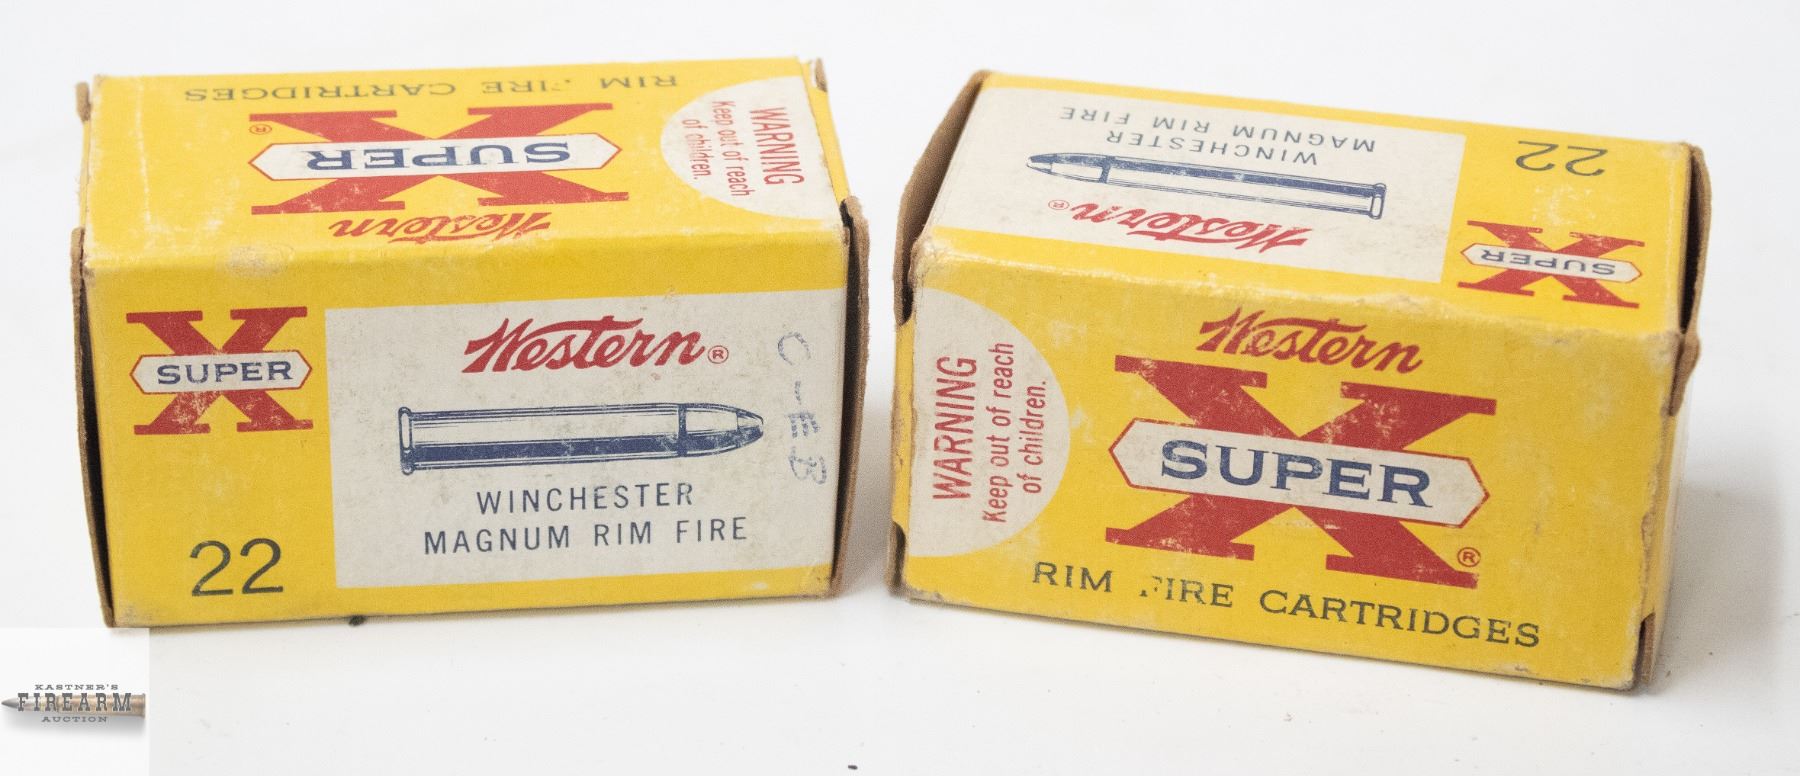 RIM FIRE CARTRIDGES
X
SUPER
®
Western
WARNING
Keep out of reach
of children.
X
SUPER
22
Western®
WINCHESTER
MAGNUM RIM FIRE
C-EB
22
X
SUPER
WINCHESTER
MAGNUM RIM FIRE
Western®
WARNING
Keep out of reach
of children.
Western
X
SUPER
®
RIM FIRE CARTRIDGES
KASTNER'S
FIREARM
AUCTION